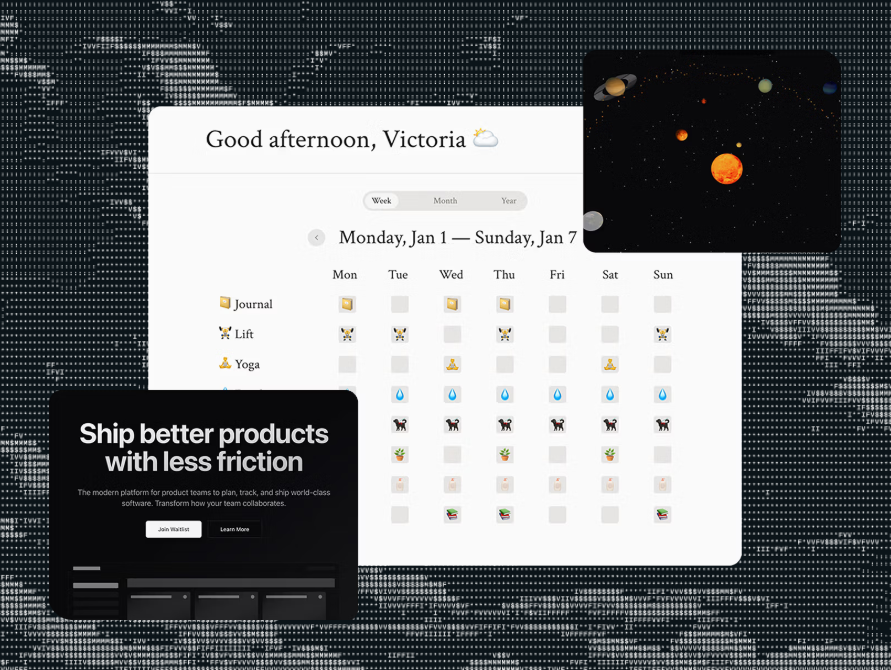 Good afternoon, Victoria
Week Month Year
Monday, Jan 1 — Sunday, Jan 7
Mon Tue Wed Thu Fri Sat Sun
Journal
Lift
Yoga
Ship better products
with less friction
The modern platform for product teams to plan, track, and ship world-class
software. Transform how your team collaborates.
Join Waitlist Learn More